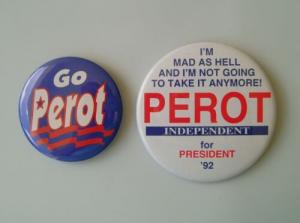 GO
Perot
I'M
MAD AS HELL
AND I'M NOT GOING
TO TAKE IT ANYMORE!
PEROT
INDEPENDENT
for
PRESIDENT
'92